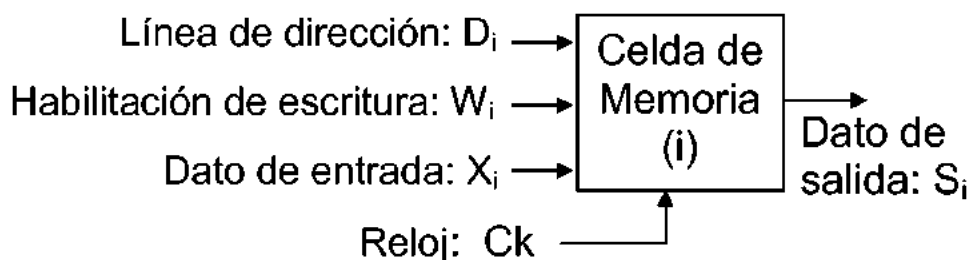 Línea de dirección: Di
Habilitación de escritura: Wi
Dato de entrada: Xi
Reloj: Ck
Celda de
Memoria
(i)
Dato de
salida: Si